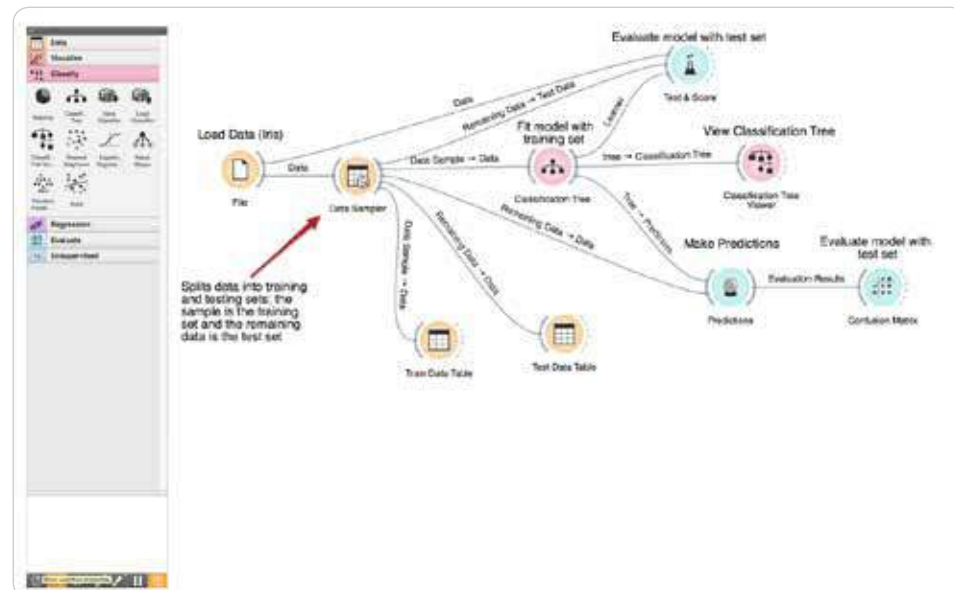 Data
Visualize
Classify
Regression
Evaluate
Unsupervised
Evaluate model with test set
Test & Score
Data
Remaining Data → Test Data
Learner
Load Data (Iris)
File
Data
Data Sampler
Data Sample → Data
Fit model with
training set
Classification Tree
Tree → Classification Tree
View Classification Tree
Classification Tree
Viewer
Remaining Data → Data
Tree → Predictors
Make Predictions
Predictions
Evaluation Results
Evaluate model with
test set
Confusion Matrix
Splits data into training
and testing sets; the
sample is the training
set and the remaining
data is the test set
Data Sample → Data
Remaining Data → Data
Train Data Table
Test Data Table